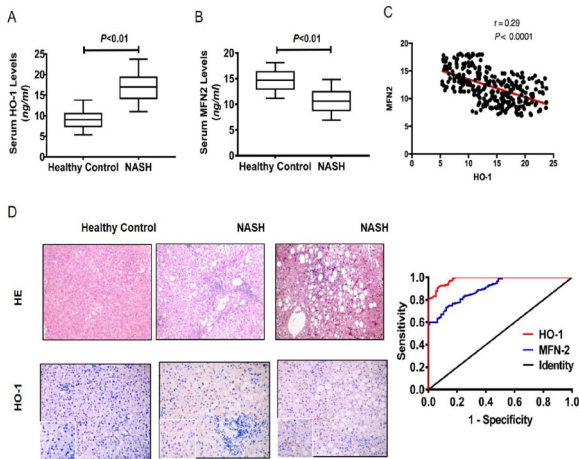 A
P<0.01
Serum HO-1 Levels
(ng/ml)
30
25
20
15
10
5
0
Healthy Control NASH
B
P<0.01
Serum MFN2 Levels
(ng/ml)
25
20
15
10
5
0
Healthy Control NASH
C
r = 0.29
P < 0.0001
MFN2
20
15
10
5
0
0 5 10 15 20 25
HO-1
D
Healthy Control NASH NASH
HE
HO-1
Sensitivity
1.0
0.8
0.6
0.4
0.2
0.0
HO-1
MFN-2
Identity
0.0 0.2 0.4 0.6 0.8 1.0
1 - Specificity